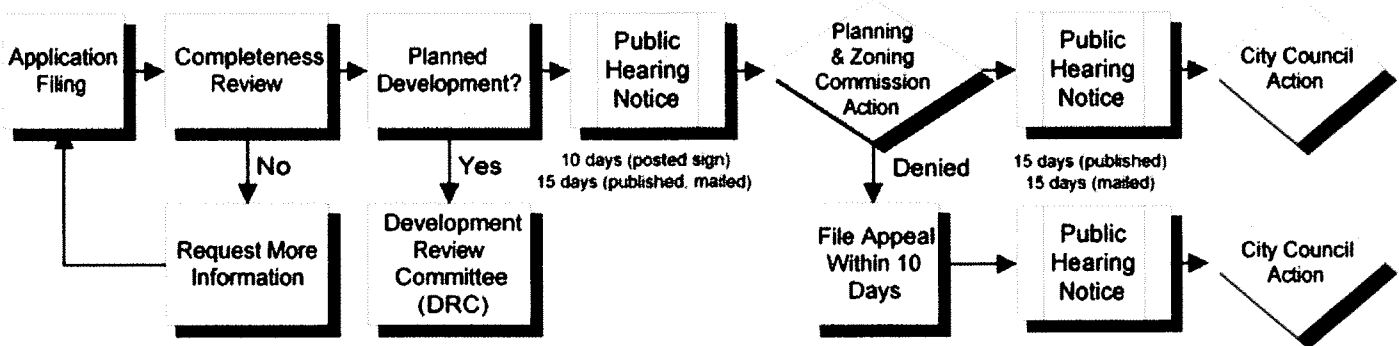 Application
Filing
Completeness
Review
Planned
Development?
Public
Hearing
Notice
Planning
& Zoning
Commission
Action
Public
Hearing
Notice
City Council
Action
No
Yes
10 days (posted sign)
15 days (published, mailed)
Denied
15 days (published)
15 days (mailed)
Request More
Information
Development
Review
Committee
(DRC)
File Appeal
Within 10
Days
Public
Hearing
Notice
City Council
Action